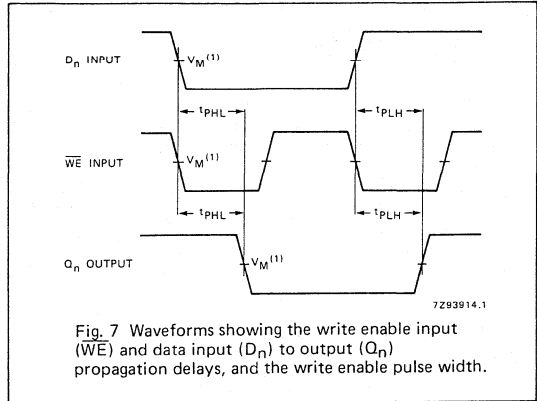 Dn INPUT
VM(1)
tPHL
tPLH
WE INPUT
VM(1)
tPHL
tPLH
Qn OUTPUT
VM(1)
7Z93914.1
Fig. 7 Waveforms showing the write enable input
(WE) and data input (Dn) to output (Qn)
propagation delays, and the write enable pulse width.